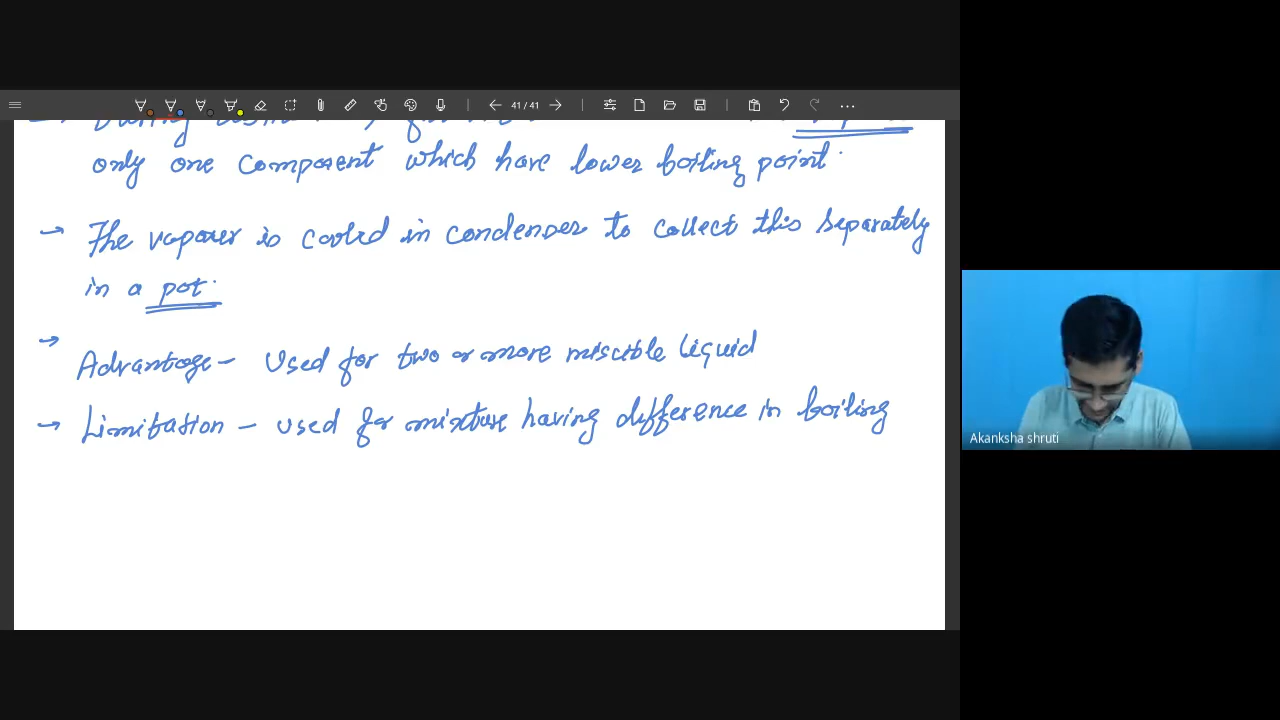 41/41
only one component which have lower boiling point.
→ The vapour is cooled in condenser to collect this separately
in a pot.
→ Advantage - Used for two or more miscible liquid
→ Limitation - used for mixture having difference in boiling
Akanksha shruti